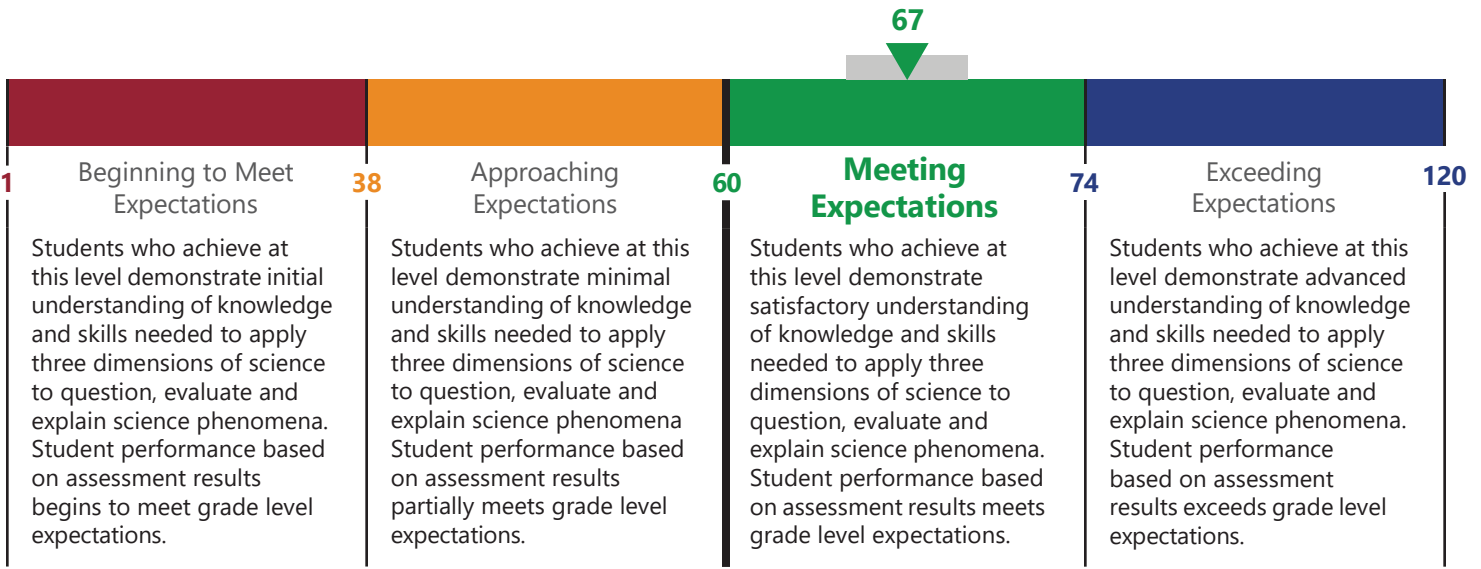 67
1
Beginning to Meet
Expectations
38
Approaching
Expectations
60
Meeting
Expectations
74
Exceeding
Expectations
120
Students who achieve at
this level demonstrate initial
understanding of knowledge
and skills needed to apply
three dimensions of science
to question, evaluate and
explain science phenomena.
Student performance based
on assessment results
begins to meet grade level
expectations.
Students who achieve at this
level demonstrate minimal
understanding of knowledge
and skills needed to apply
three dimensions of science
to question, evaluate and
explain science phenomena
Student performance based
on assessment results
partially meets grade level
expectations.
Students who achieve at
this level demonstrate
satisfactory understanding
of knowledge and skills
needed to apply three
dimensions of science to
question, evaluate and
explain science phenomena.
Student performance based
on assessment results meets
grade level expectations.
Students who achieve at this
level demonstrate advanced
understanding of knowledge
and skills needed to apply
three dimensions of science
to question, evaluate and
explain science phenomena.
Student performance
based on assessment
results exceeds grade level
expectations.